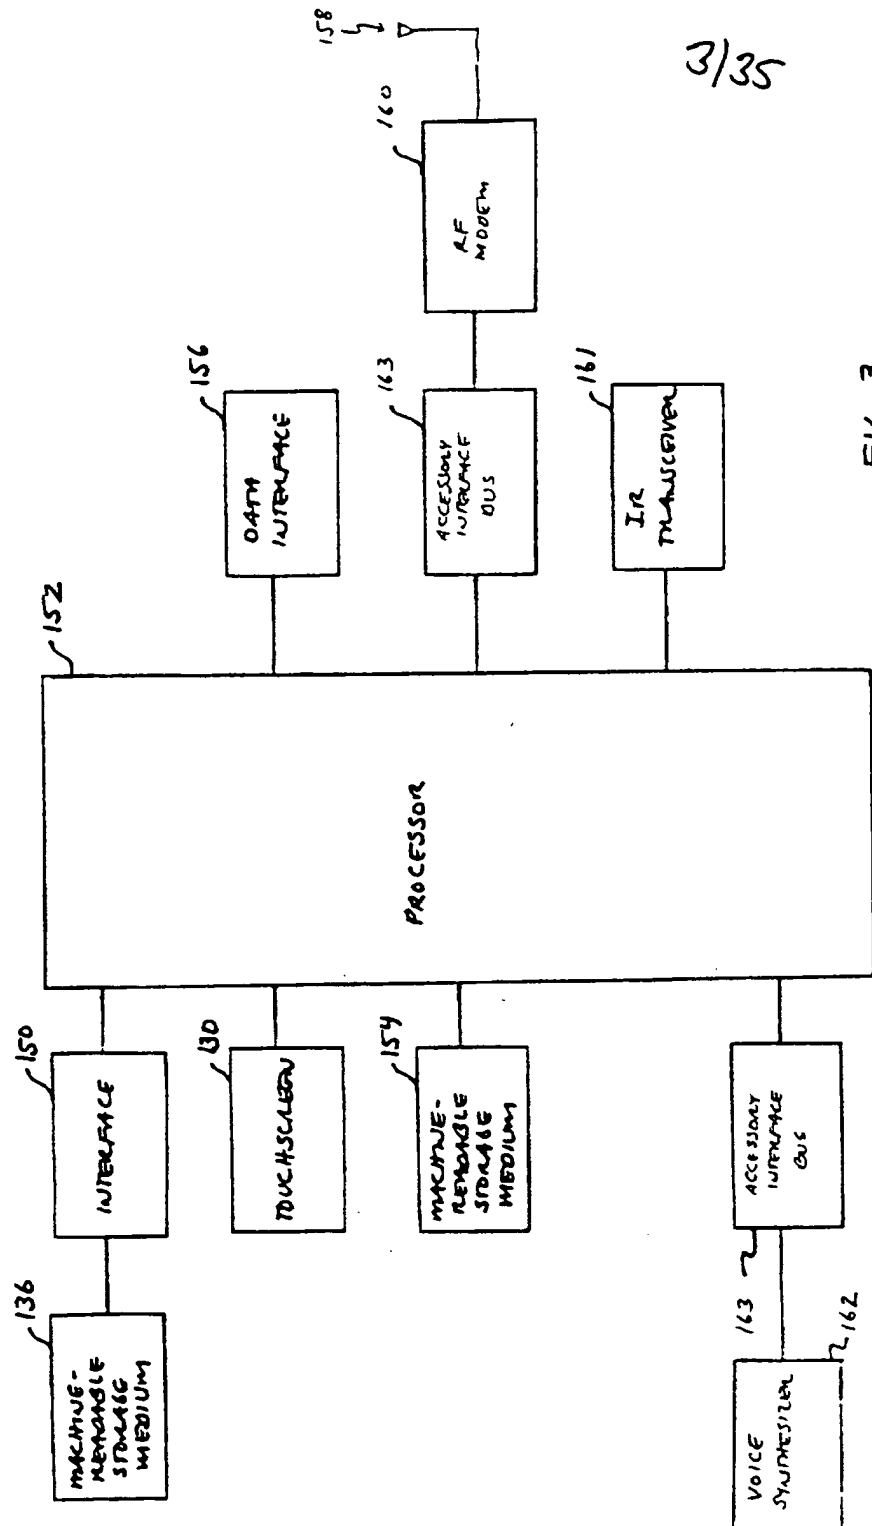 3/35
158
160
RF
MODEM
156
DATA
INTERFACE
163
ACCESSORY
INTERFACE
BUS
161
IR
TRANSCEIVER
152
PROCESSOR
150
INTERFACE
130
TOUCHSCREEN
154
MACHINE-
READABLE
STORAGE
MEDIUM
ACCESSORY
INTERFACE
BUS
163
136
MACHINE-
READABLE
STORAGE
MEDIUM
162
VOICE
SYNTHESIZER